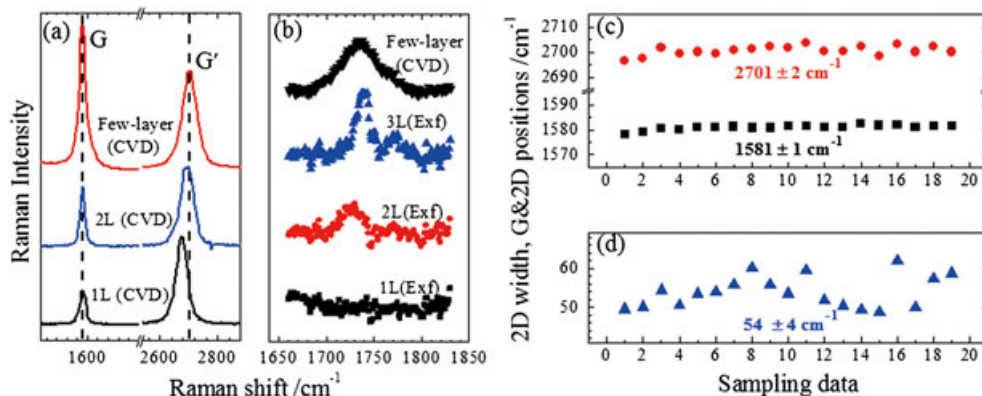 (a)
G
G′
Few-layer
(CVD)
2L (CVD)
1L (CVD)
1600
2600
2800
Raman Intensity
(b)
Few-layer
(CVD)
3L(Exf)
2L(Exf)
1L(Exf)
1650
1700
1750
1800
1850
Raman shift /cm-1
(c)
2710
2700
2690
2701 ± 2 cm-1
1590
1580
1570
1581 ± 1 cm-1
0 2 4 6 8 10 12 14 16 18 20
2D width, G&2D positions /cm-1
(d)
60
50
54 ± 4 cm-1
0 2 4 6 8 10 12 14 16 18 20
Sampling data